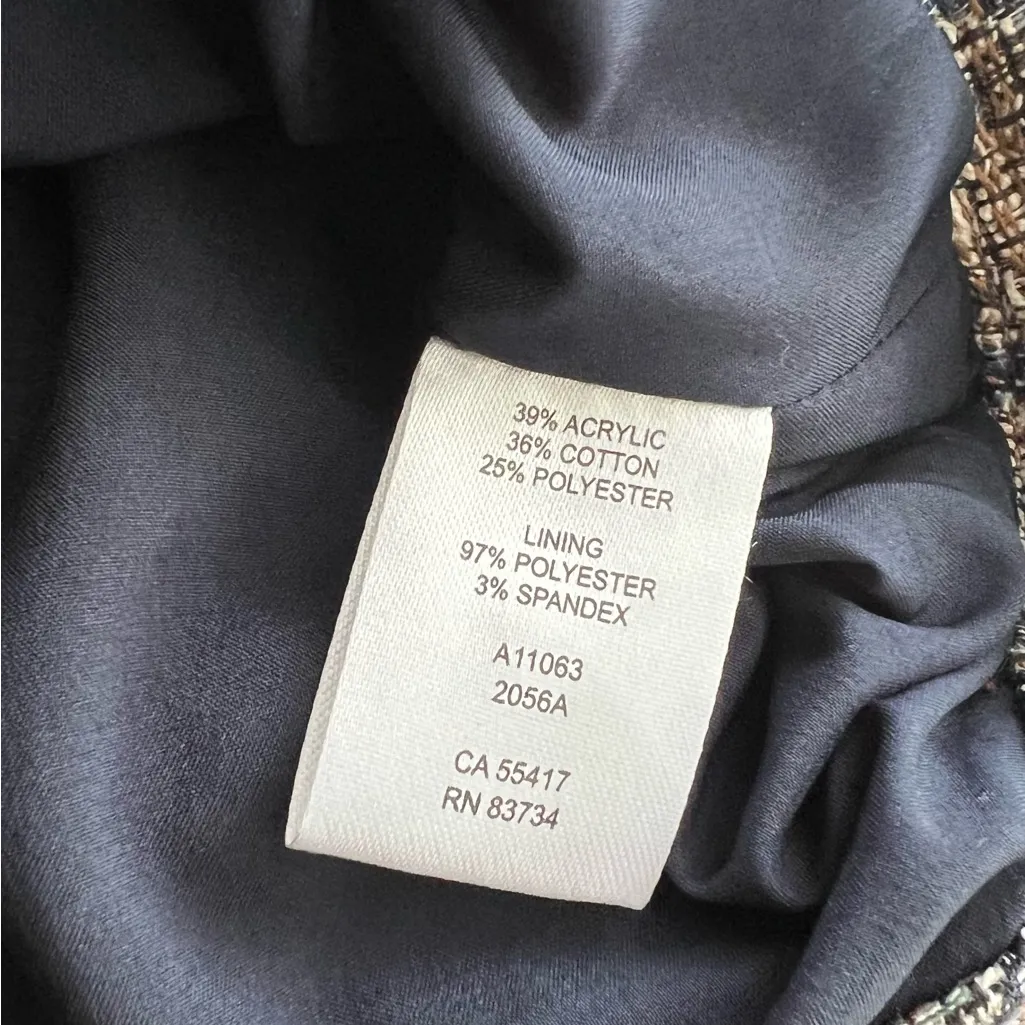 39% ACRYLIC
36% COTTON
25% POLYESTER
LINING
97% POLYESTER
3% SPANDEX
A11063
2056A
CA 55417
RN 83734